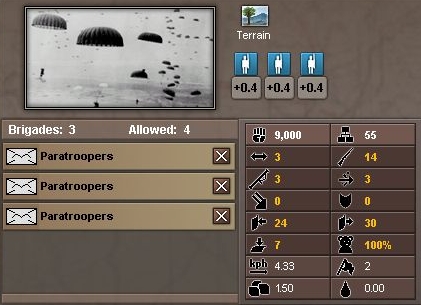 Terrain
+0.4 +0.4 +0.4
Brigades: 3 Allowed: 4
Paratroopers
Paratroopers
Paratroopers
9,000 55
3 14
3 3
0 0
24 30
7 100%
kpb 4.33 2
1.50 0.00